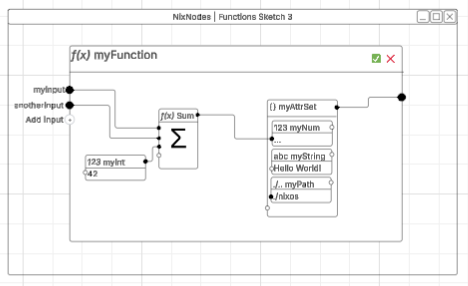 NixNodes | Functions Sketch 3
f(x) myFunction
myInput
anotherInput
Add Input
f(x) Sum
Σ
123 myInt
42
{} myAttrSet
123 myNum
...
abc myString
Hello World!
./.. myPath
./nixos